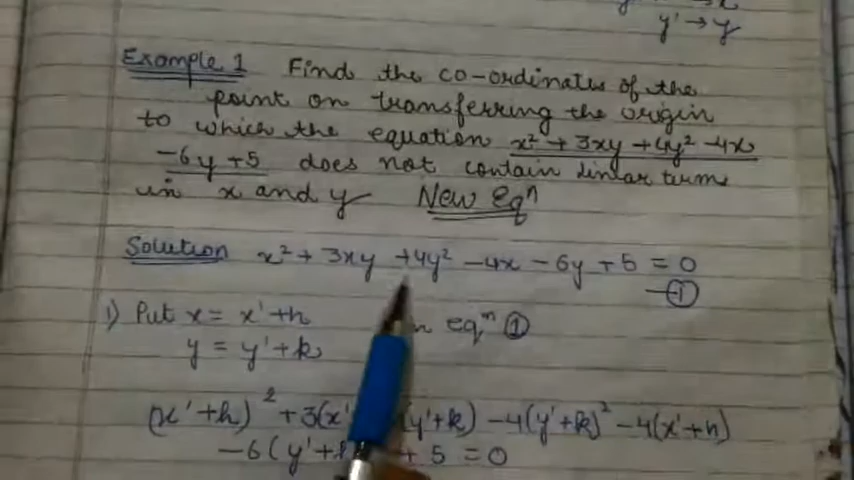 y' → y
Example 1 Find the co-ordinates of the
point on transferring the origin
to which the equation x² + 3xy + 4y² - 4x
- 6y + 5 does not contain linear terms
in x and y New eqⁿ
Solution x² + 3xy + 4y² - 4x - 6y + 5 = 0
—①
1) Put x = x' + h eqⁿ ①
y = y' + k
(x' + h)² + 3(x' y' + k) - 4(y' + k)² - 4(x' + h)
- 6(y' + + 5 = 0